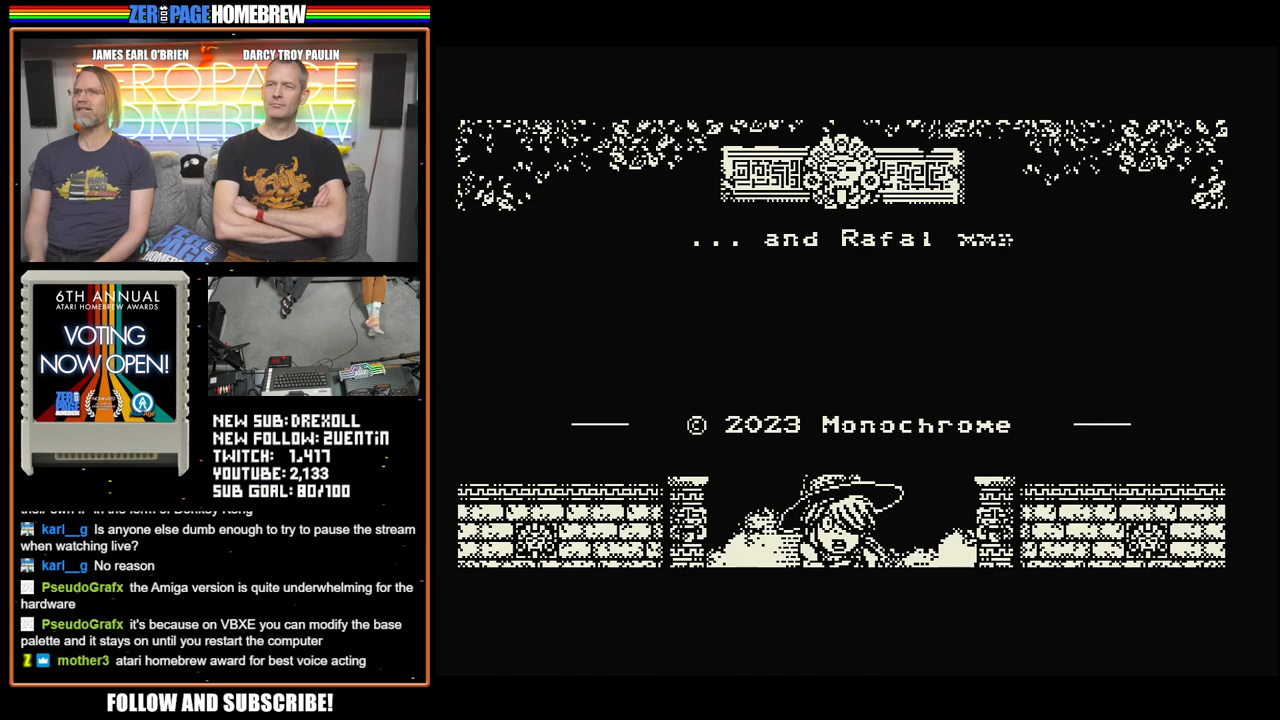 ZEROPAGE HOMEBREW
JAMES EARL O'BRIEN
DARCY TROY PAULIN
6TH ANNUAL
ATARI HOMEBREW AWARDS
VOTING
NOW OPEN!
NEW SUB: DREXOLL
NEW FOLLOW: ZUENTIN
TWITCH: 1,417
YOUTUBE: 2,133
SUB GOAL: 80/100
karl__g Is anyone else dumb enough to try to pause the stream
when watching live?
karl__g No reason
PseudoGrafx the Amiga version is quite underwhelming for the
hardware
PseudoGrafx it's because on VBXE you can modify the base
palette and it stays on until you restart the computer
mother3 atari homebrew award for best voice acting
FOLLOW AND SUBSCRIBE!
... and Rafal
© 2023 Monochrome